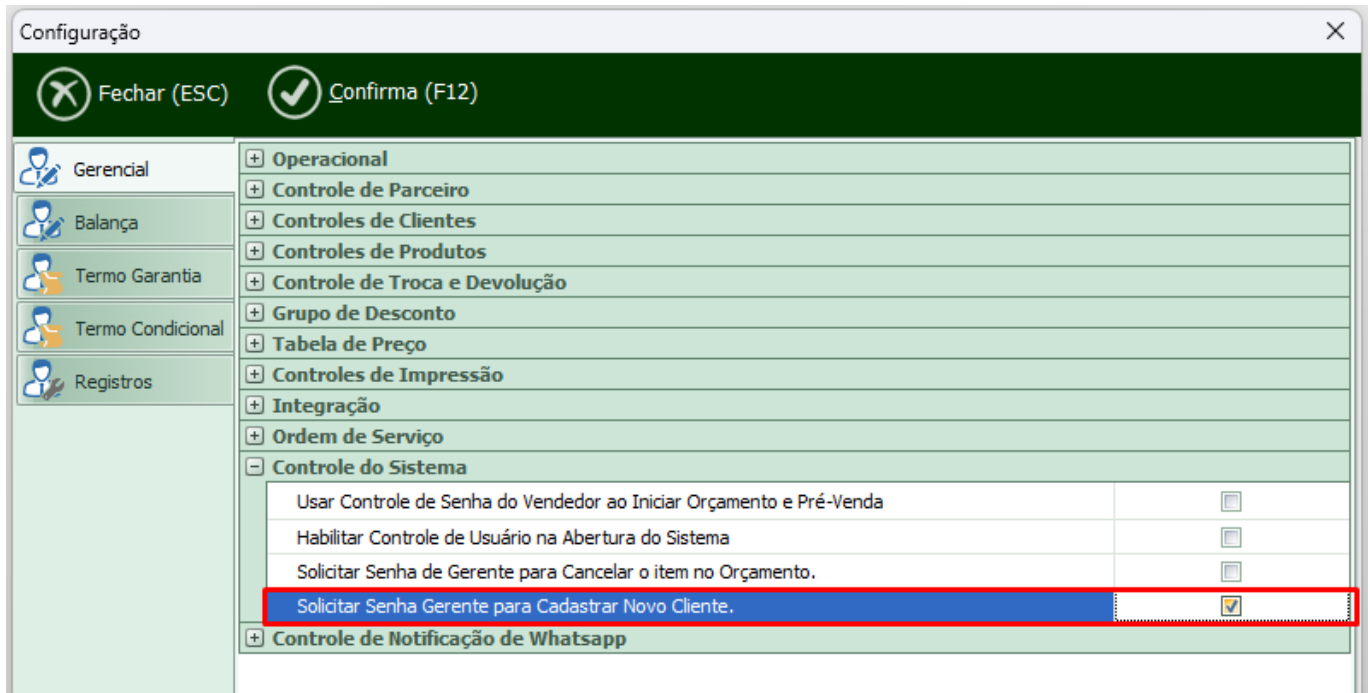 Configuração
Fechar (ESC)
Confirma (F12)
Gerencial
Balança
Termo Garantia
Termo Condicional
Registros
Operacional
Controle de Parceiro
Controles de Clientes
Controles de Produtos
Controle de Troca e Devolução
Grupo de Desconto
Tabela de Preço
Controles de Impressão
Integração
Ordem de Serviço
Controle do Sistema
Usar Controle de Senha do Vendedor ao Iniciar Orçamento e Pré-Venda
Habilitar Controle de Usuário na Abertura do Sistema
Solicitar Senha de Gerente para Cancelar o item no Orçamento.
Solicitar Senha Gerente para Cadastrar Novo Cliente.
Controle de Notificação de Whatsapp